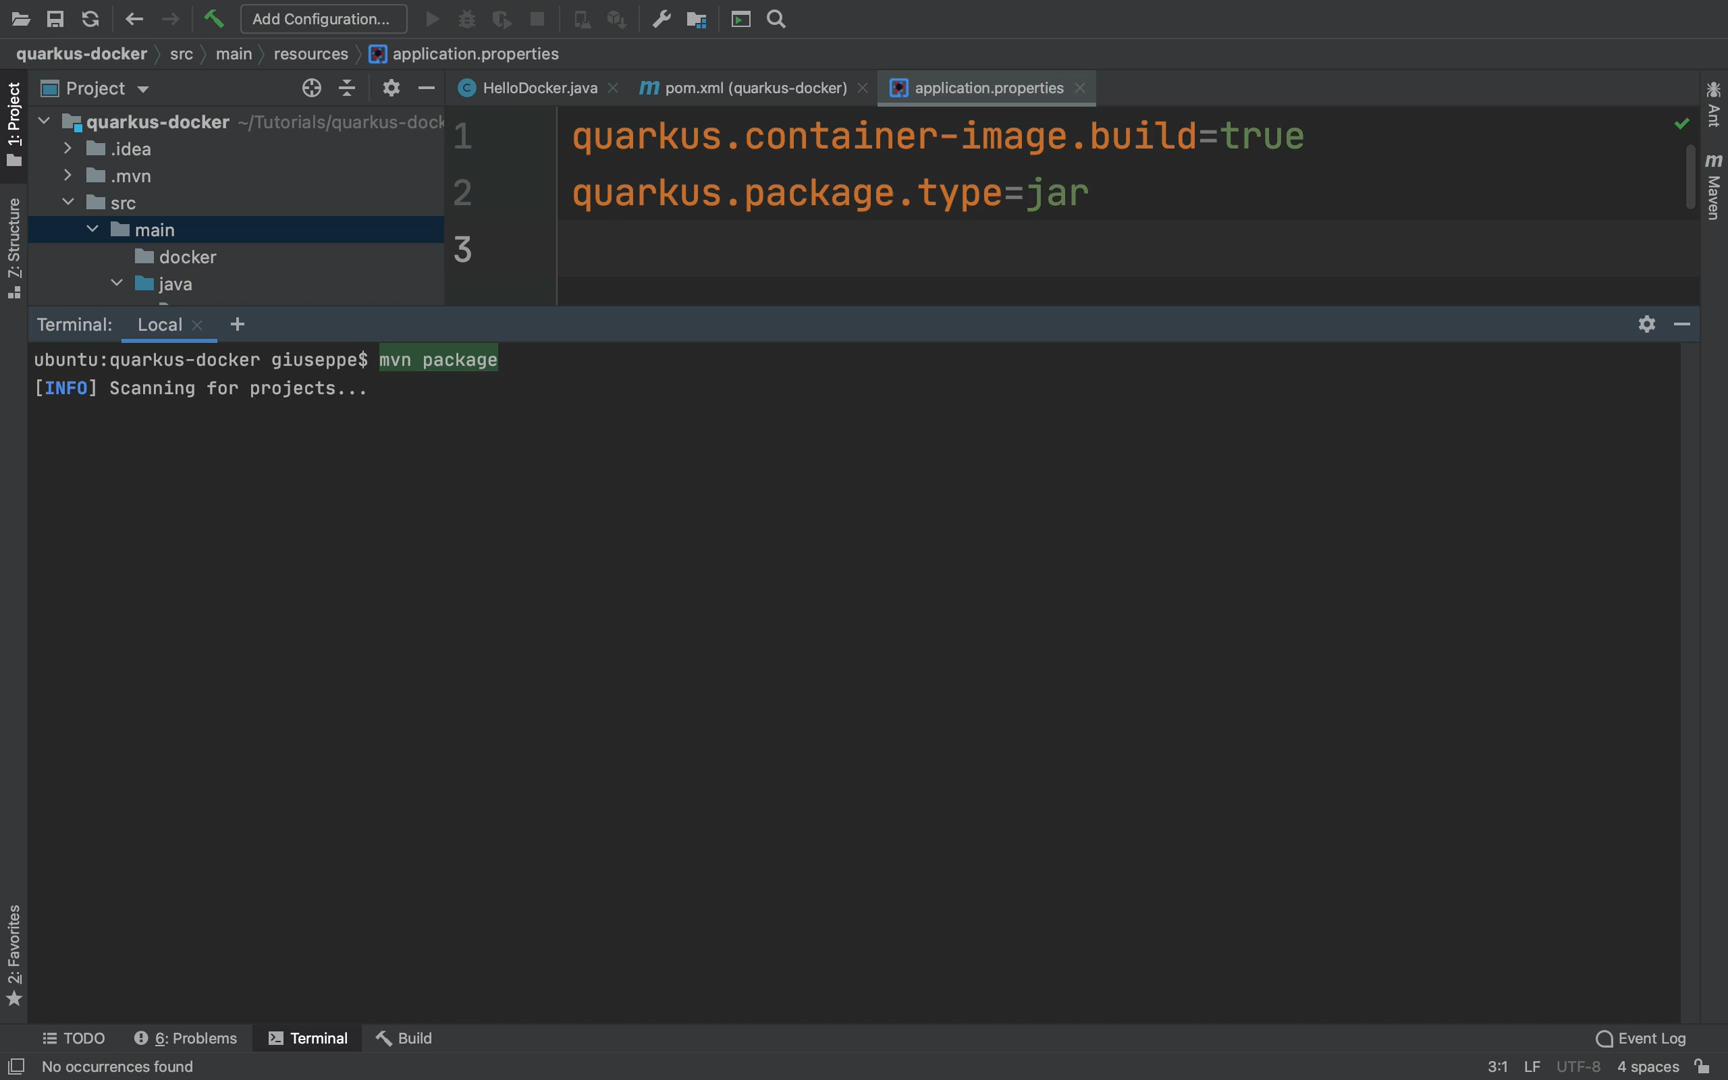 Add Configuration...
quarkus-docker
src
main
resources
application.properties
1: Project
Project
HelloDocker.java
m pom.xml (quarkus-docker)
application.properties
Ant
quarkus-docker ~/Tutorials/quarkus-dock
.idea
.mvn
src
main
docker
java
1 quarkus.container-image.build=true
2 quarkus.package.type=jar
3
m Maven
7: Structure
Terminal:
Local
ubuntu:quarkus-docker giuseppe$ mvn package
[INFO] Scanning for projects...
2: Favorites
TODO
6: Problems
Terminal
Build
Event Log
No occurrences found
3:1
LF
UTF-8
4 spaces